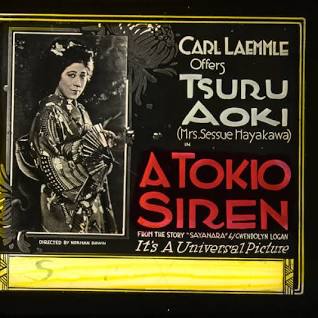 CARL LAEMMLE
Offers
TSURU
AOKI
(Mrs. Sessue Hayakawa)
IN
A TOKIO
SIREN
FROM THE STORY "SAYANARA" by GWENDOLYN LOGAN
It's A Universal Picture
DIRECTED BY NORMAN DAWN
S